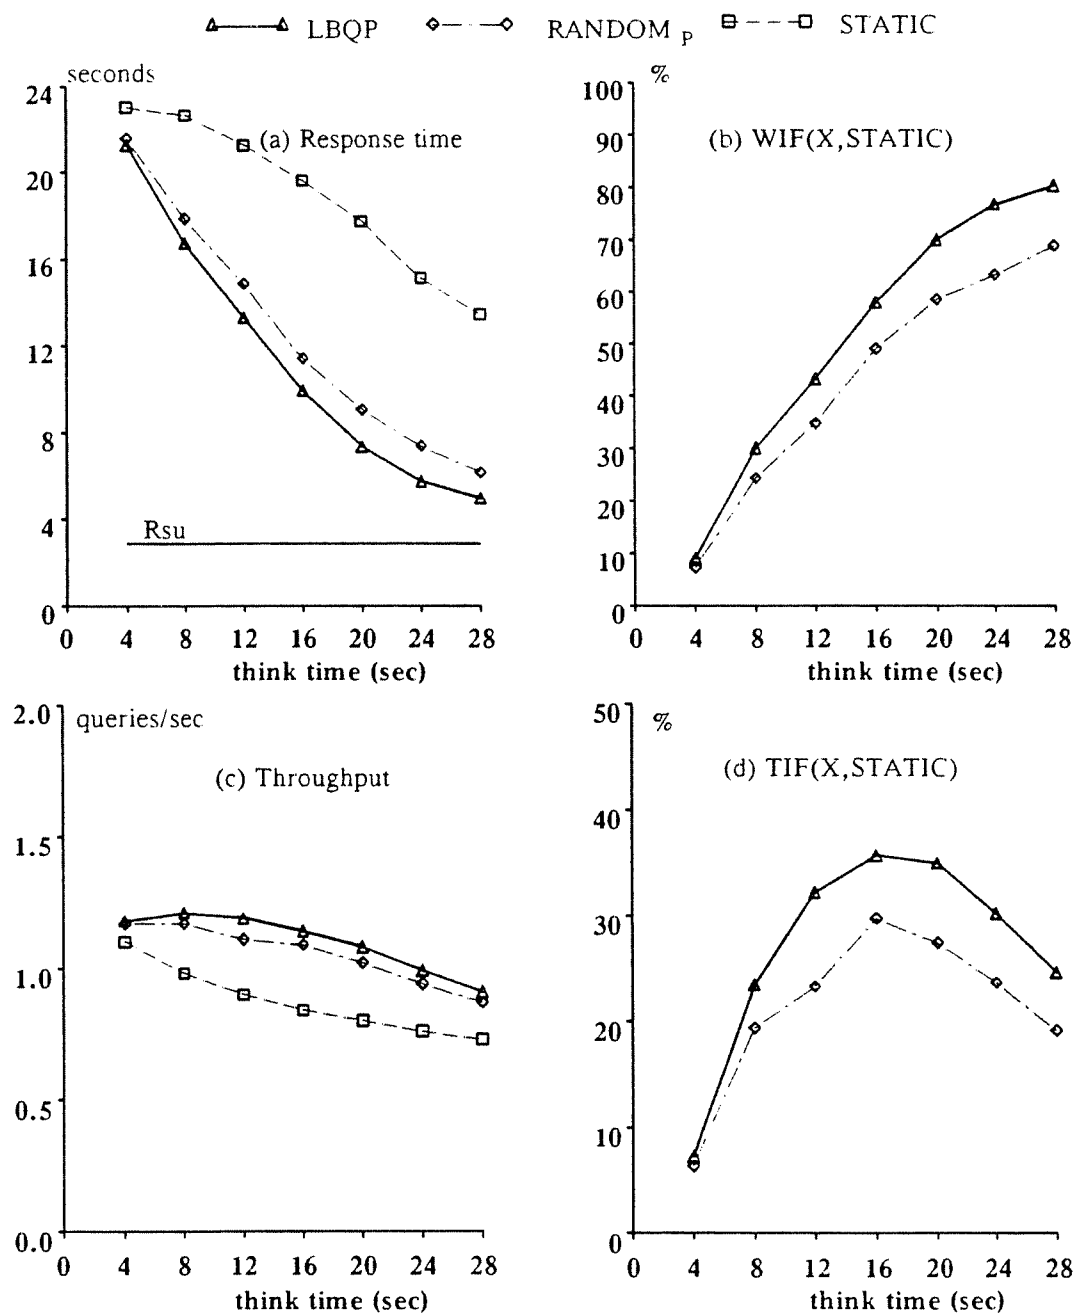 LBQP RANDOM P STATIC
seconds
24
20
16
12
8
4
0
(a) Response time
Rsu
0 4 8 12 16 20 24 28
think time (sec)
%
100
90
80
70
60
50
40
30
20
10
0
(b) WIF(X,STATIC)
0 4 8 12 16 20 24 28
think time (sec)
queries/sec
2.0
1.5
1.0
0.5
0.0
(c) Throughput
0 4 8 12 16 20 24 28
think time (sec)
%
50
40
30
20
10
0
(d) TIF(X,STATIC)
0 4 8 12 16 20 24 28
think time (sec)